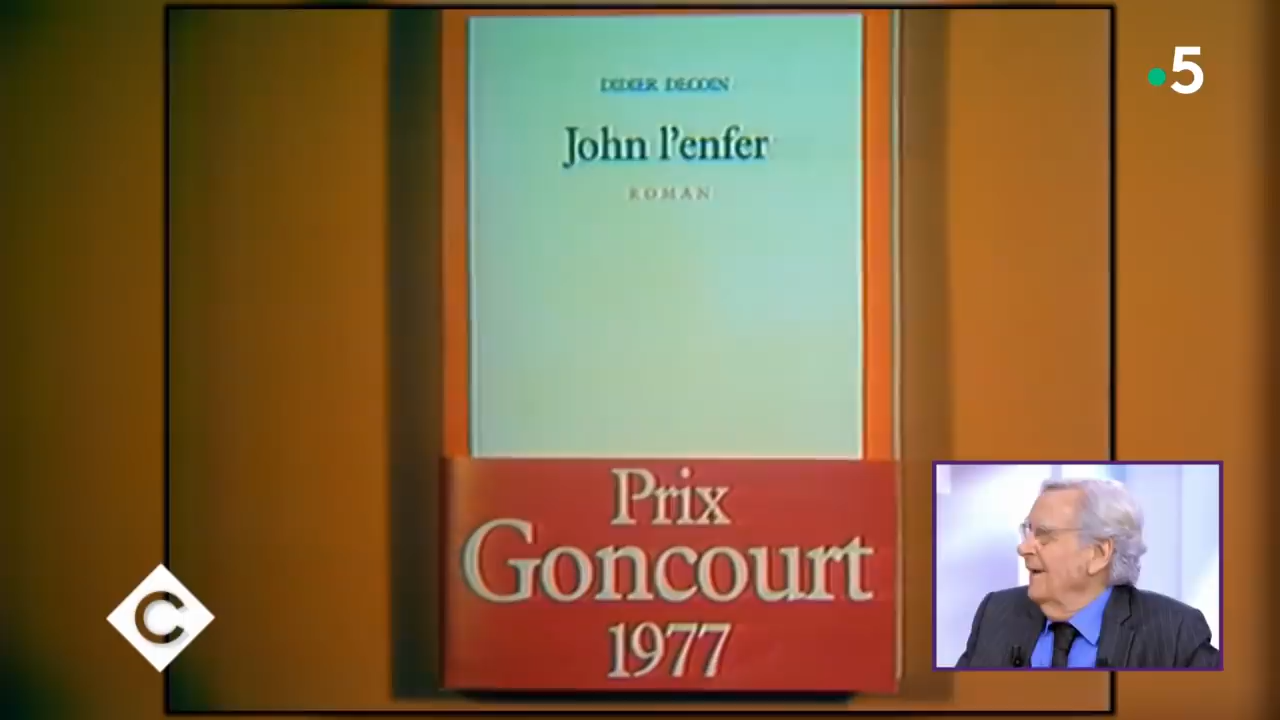 DIDIER DECOIN
John l'enfer
ROMAN
Prix
Goncourt
1977
5
C